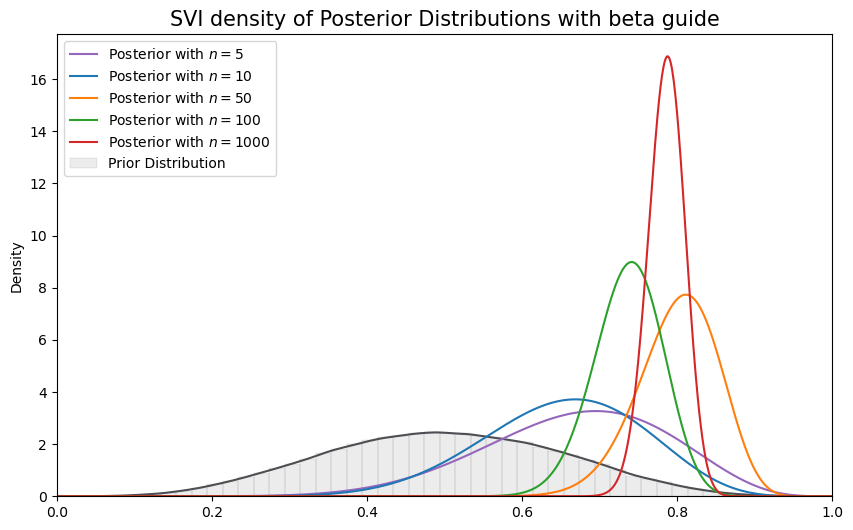 SVI density of Posterior Distributions with beta guide
Posterior with n = 5
Posterior with n = 10
Posterior with n = 50
Posterior with n = 100
Posterior with n = 1000
Prior Distribution
Density
16
14
12
10
8
6
4
2
0
0.0 0.2 0.4 0.6 0.8 1.0